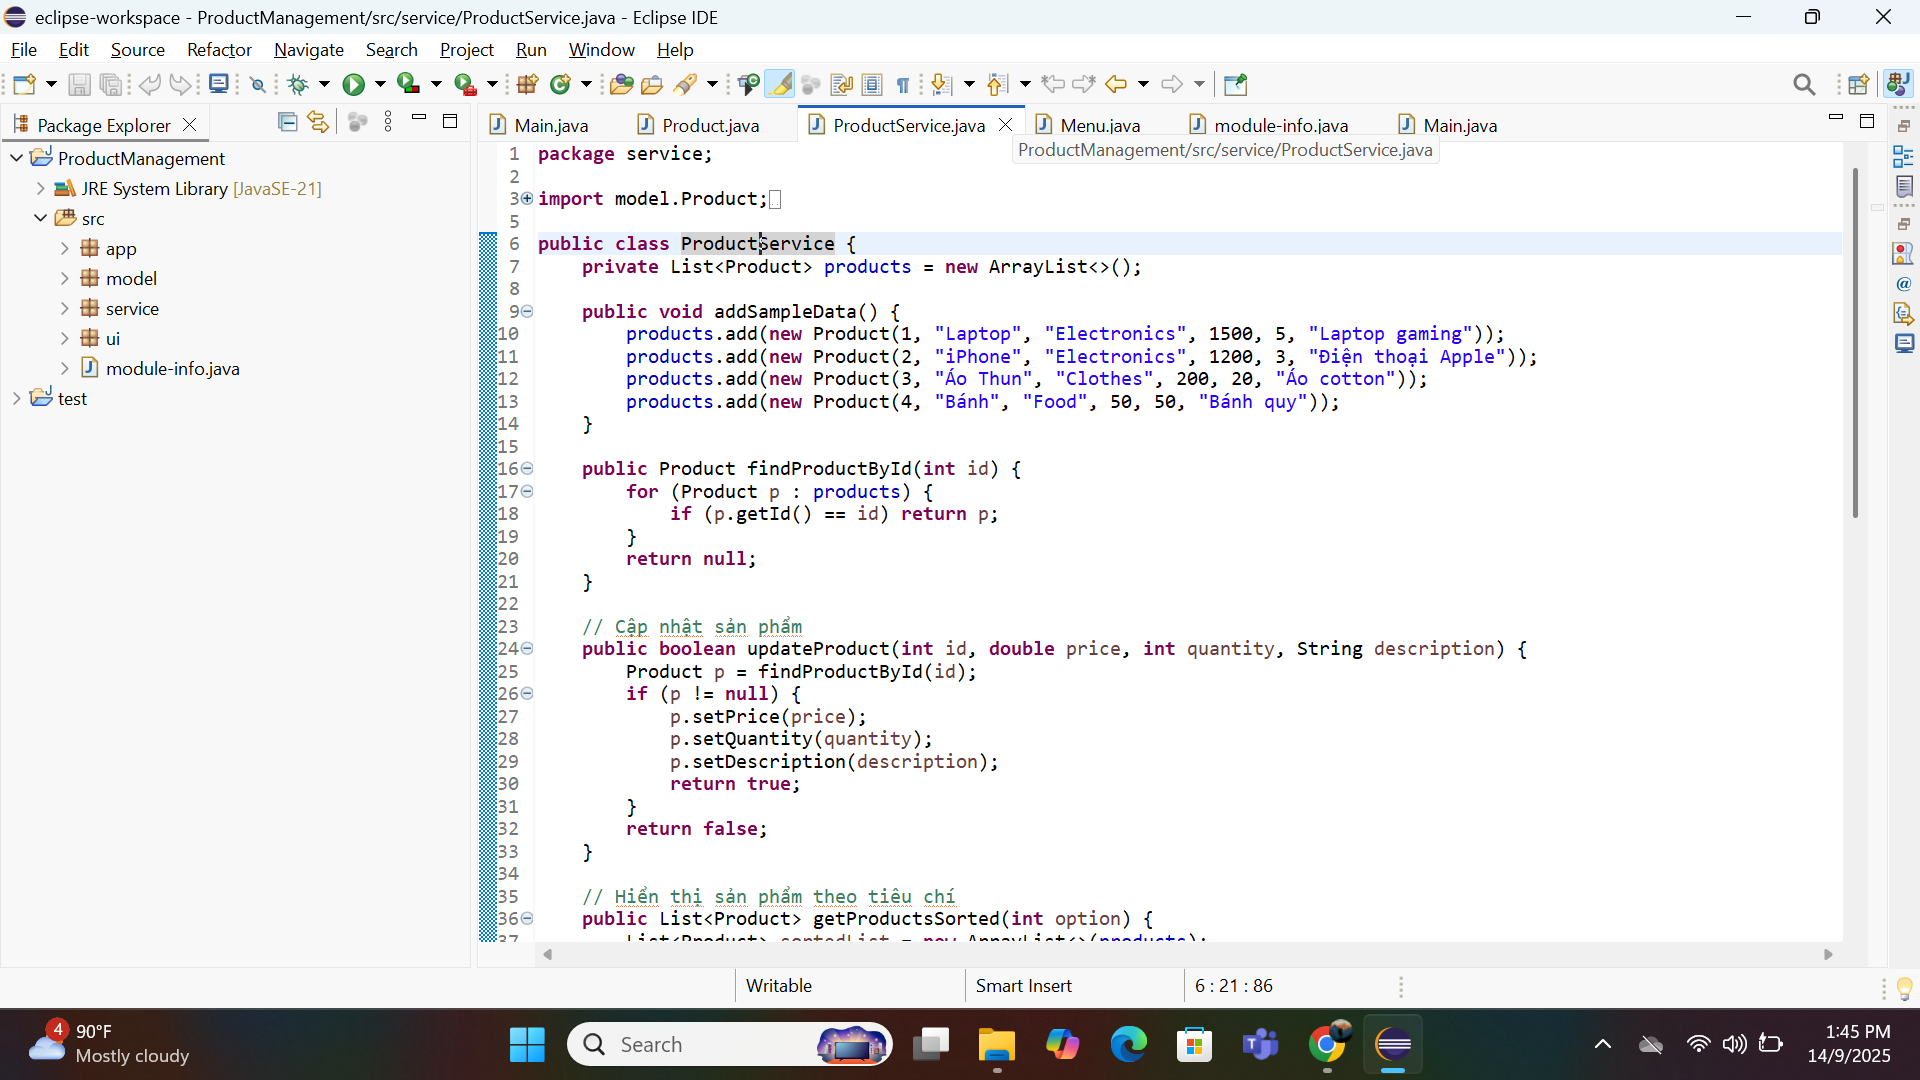 eclipse-workspace - ProductManagement/src/service/ProductService.java - Eclipse IDE
File Edit Source Refactor Navigate Search Project Run Window Help
Package Explorer
Main.java Product.java ProductService.java Menu.java module-info.java Main.java
ProductManagement/src/service/ProductService.java
ProductManagement
JRE System Library [JavaSE-21]
src
app
model
service
ui
module-info.java
test
1 package service;
2
3 import model.Product;
5
6 public class ProductService {
7 private List<Product> products = new ArrayList<>();
8
9 public void addSampleData() {
10 products.add(new Product(1, "Laptop", "Electronics", 1500, 5, "Laptop gaming"));
11 products.add(new Product(2, "iPhone", "Electronics", 1200, 3, "Điện thoại Apple"));
12 products.add(new Product(3, "Áo Thun", "Clothes", 200, 20, "Áo cotton"));
13 products.add(new Product(4, "Bánh", "Food", 50, 50, "Bánh quy"));
14 }
15
16 public Product findProductById(int id) {
17 for (Product p : products) {
18 if (p.getId() == id) return p;
19 }
20 return null;
21 }
22
23 // Cập nhật sản phẩm
24 public boolean updateProduct(int id, double price, int quantity, String description) {
25 Product p = findProductById(id);
26 if (p != null) {
27 p.setPrice(price);
28 p.setQuantity(quantity);
29 p.setDescription(description);
30 return true;
31 }
32 return false;
33 }
34
35 // Hiển thị sản phẩm theo tiêu chí
36 public List<Product> getProductsSorted(int option) {
37 List<Product> sortedList = new ArrayList<>(products);
Writable Smart Insert 6 : 21 : 86
4 90°F
Mostly cloudy
Search
1:45 PM
14/9/2025